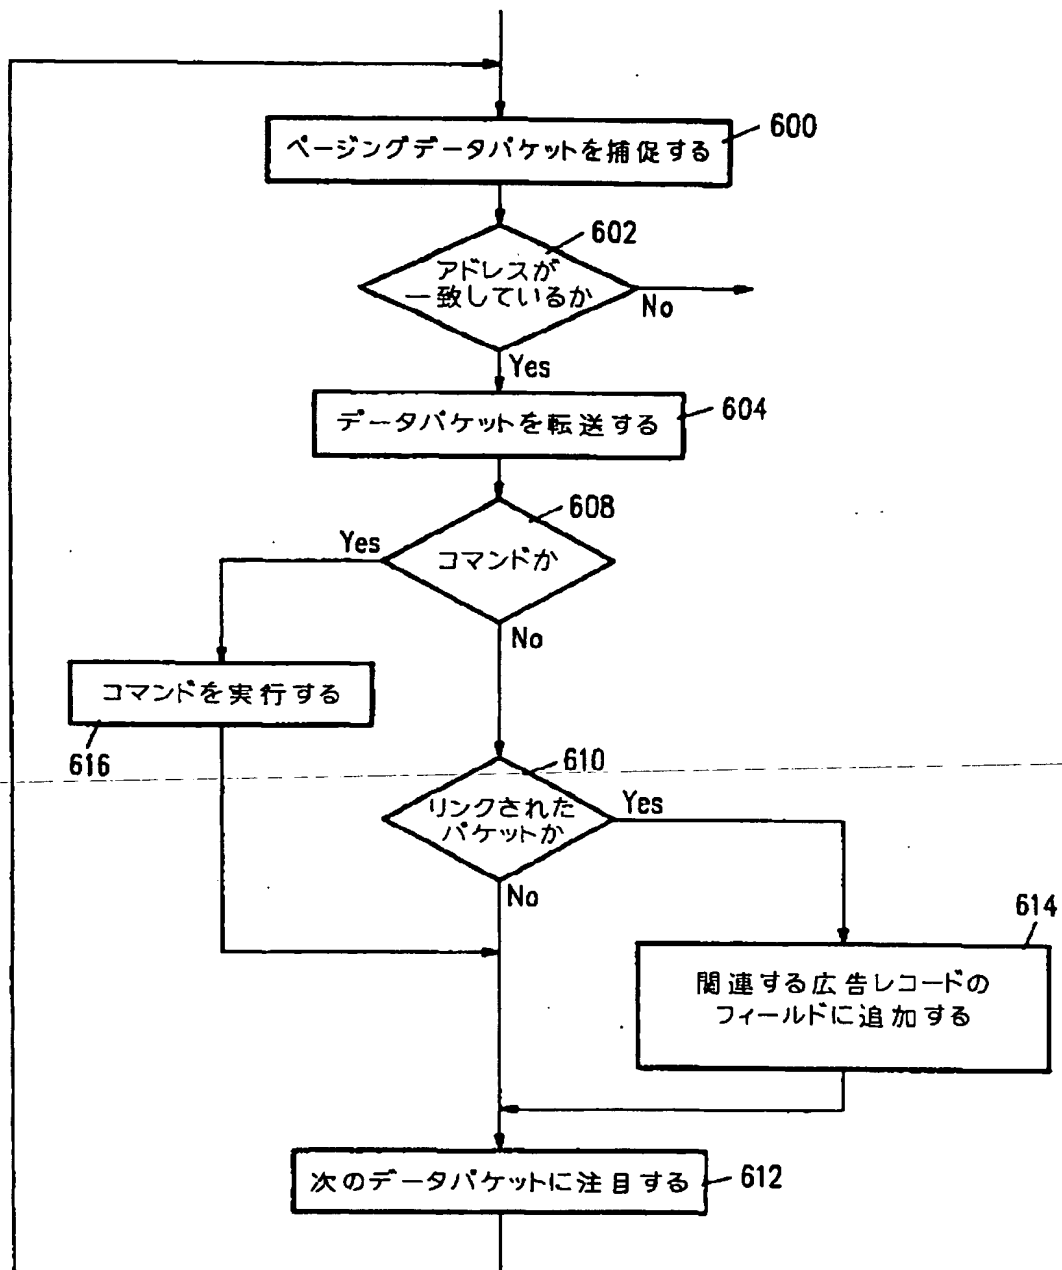 ページングデータパケットを捕促する
600
602
アドレスが
一致しているか
No
Yes
データパケットを転送する
604
608
Yes
コマンドか
No
コマンドを実行する
616
610
リンクされた
パケットか
Yes
No
614
関連する広告レコードの
フィールドに追加する
次のデータパケットに注目する
612